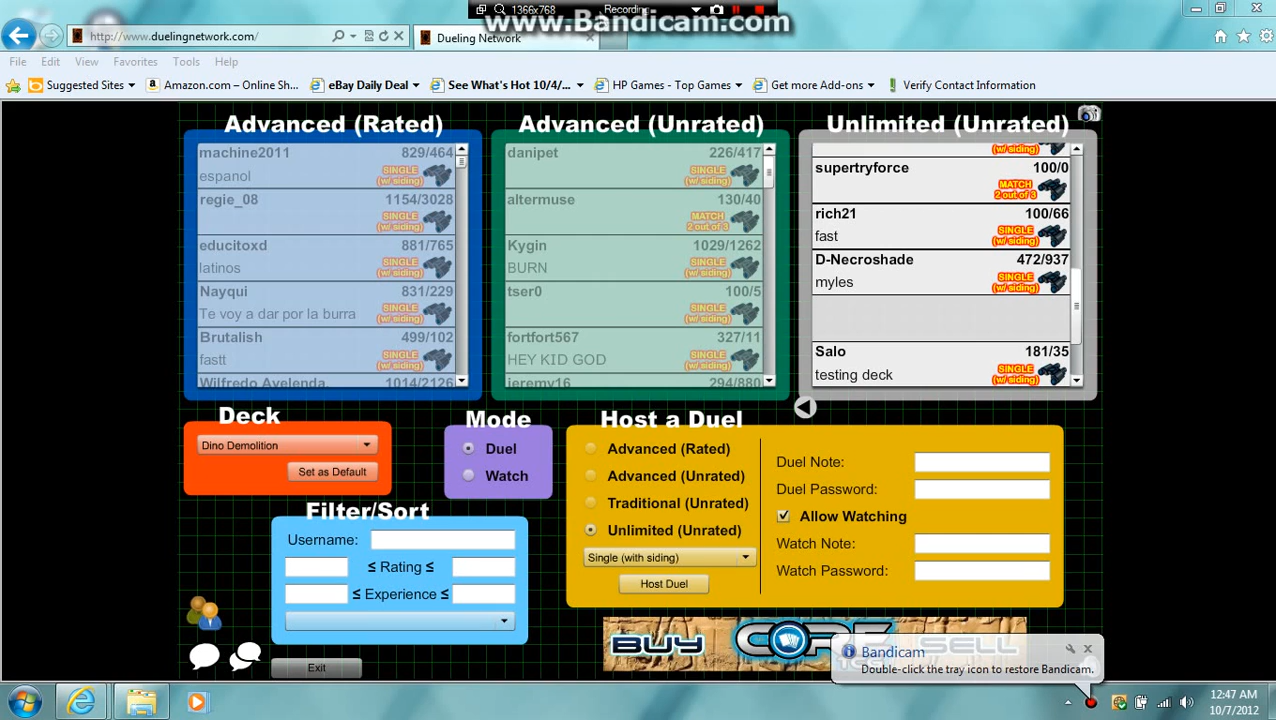 1366x768
Recording
www.Bandicam.com
http://www.duelingnetwork.com/
Dueling Network
File Edit View Favorites Tools Help
Suggested Sites
Amazon.com – Online Sh...
eBay Daily Deal
See What's Hot 10/4/...
HP Games - Top Games
Get more Add-ons
Verify Contact Information
Advanced (Rated)
machine2011 829/464
espanol
SINGLE
(w/ siding)
regie_08 1154/3028
SINGLE
(w/ siding)
educitoxd 881/765
latinos
SINGLE
(w/ siding)
Nayqui 831/229
Te voy a dar por la burra
SINGLE
(w/ siding)
Brutalish 499/102
fastt
SINGLE
(w/ siding)
Wilfredo Avelenda. 1014/2126
Advanced (Unrated)
danipet 226/417
SINGLE
(w/ siding)
altermuse 130/40
MATCH
2 out of 3
Kygin 1029/1262
BURN
SINGLE
(w/ siding)
tser0 100/5
SINGLE
(w/ siding)
fortfort567 327/11
HEY KID GOD
SINGLE
(w/ siding)
jeremy16 294/880
Unlimited (Unrated)
(w/ siding)
supertryforce 100/0
MATCH
2 out of 3
rich21 100/66
fast
SINGLE
(w/ siding)
D-Necroshade 472/937
myles
SINGLE
(w/ siding)
Salo 181/35
testing deck
SINGLE
(w/ siding)
Deck
Dino Demolition
Set as Default
Mode
Duel
Watch
Host a Duel
Advanced (Rated)
Advanced (Unrated)
Traditional (Unrated)
Unlimited (Unrated)
Single (with siding)
Host Duel
Duel Note:
Duel Password:
Allow Watching
Watch Note:
Watch Password:
Filter/Sort
Username:
≤ Rating ≤
≤ Experience ≤
Exit
BUY CORE SELL
Bandicam
Double-click the tray icon to restore Bandicam.
12:47 AM
10/7/2012